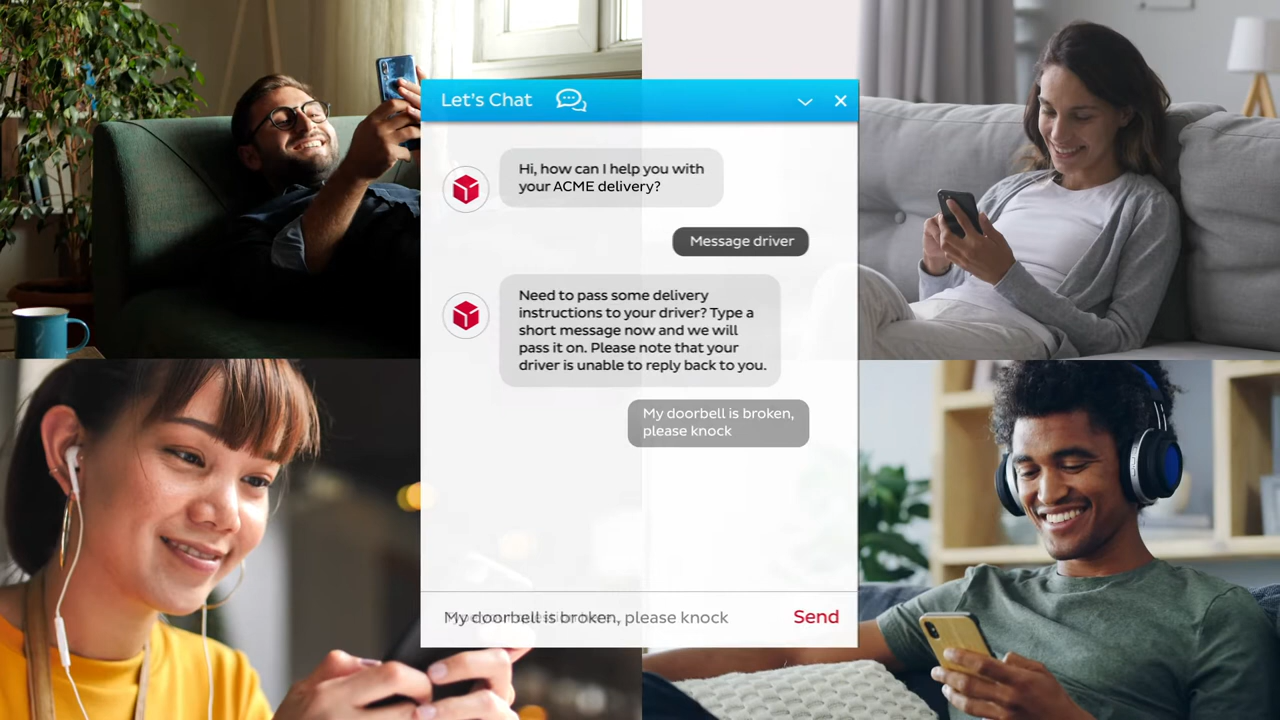 Let's Chat
Hi, how can I help you with
your ACME delivery?
Message driver
Need to pass some delivery
instructions to your driver? Type a
short message now and we will
pass it on. Please note that your
driver is unable to reply back to you.
My doorbell is broken,
please knock
My doorbell is broken, please knock
Send